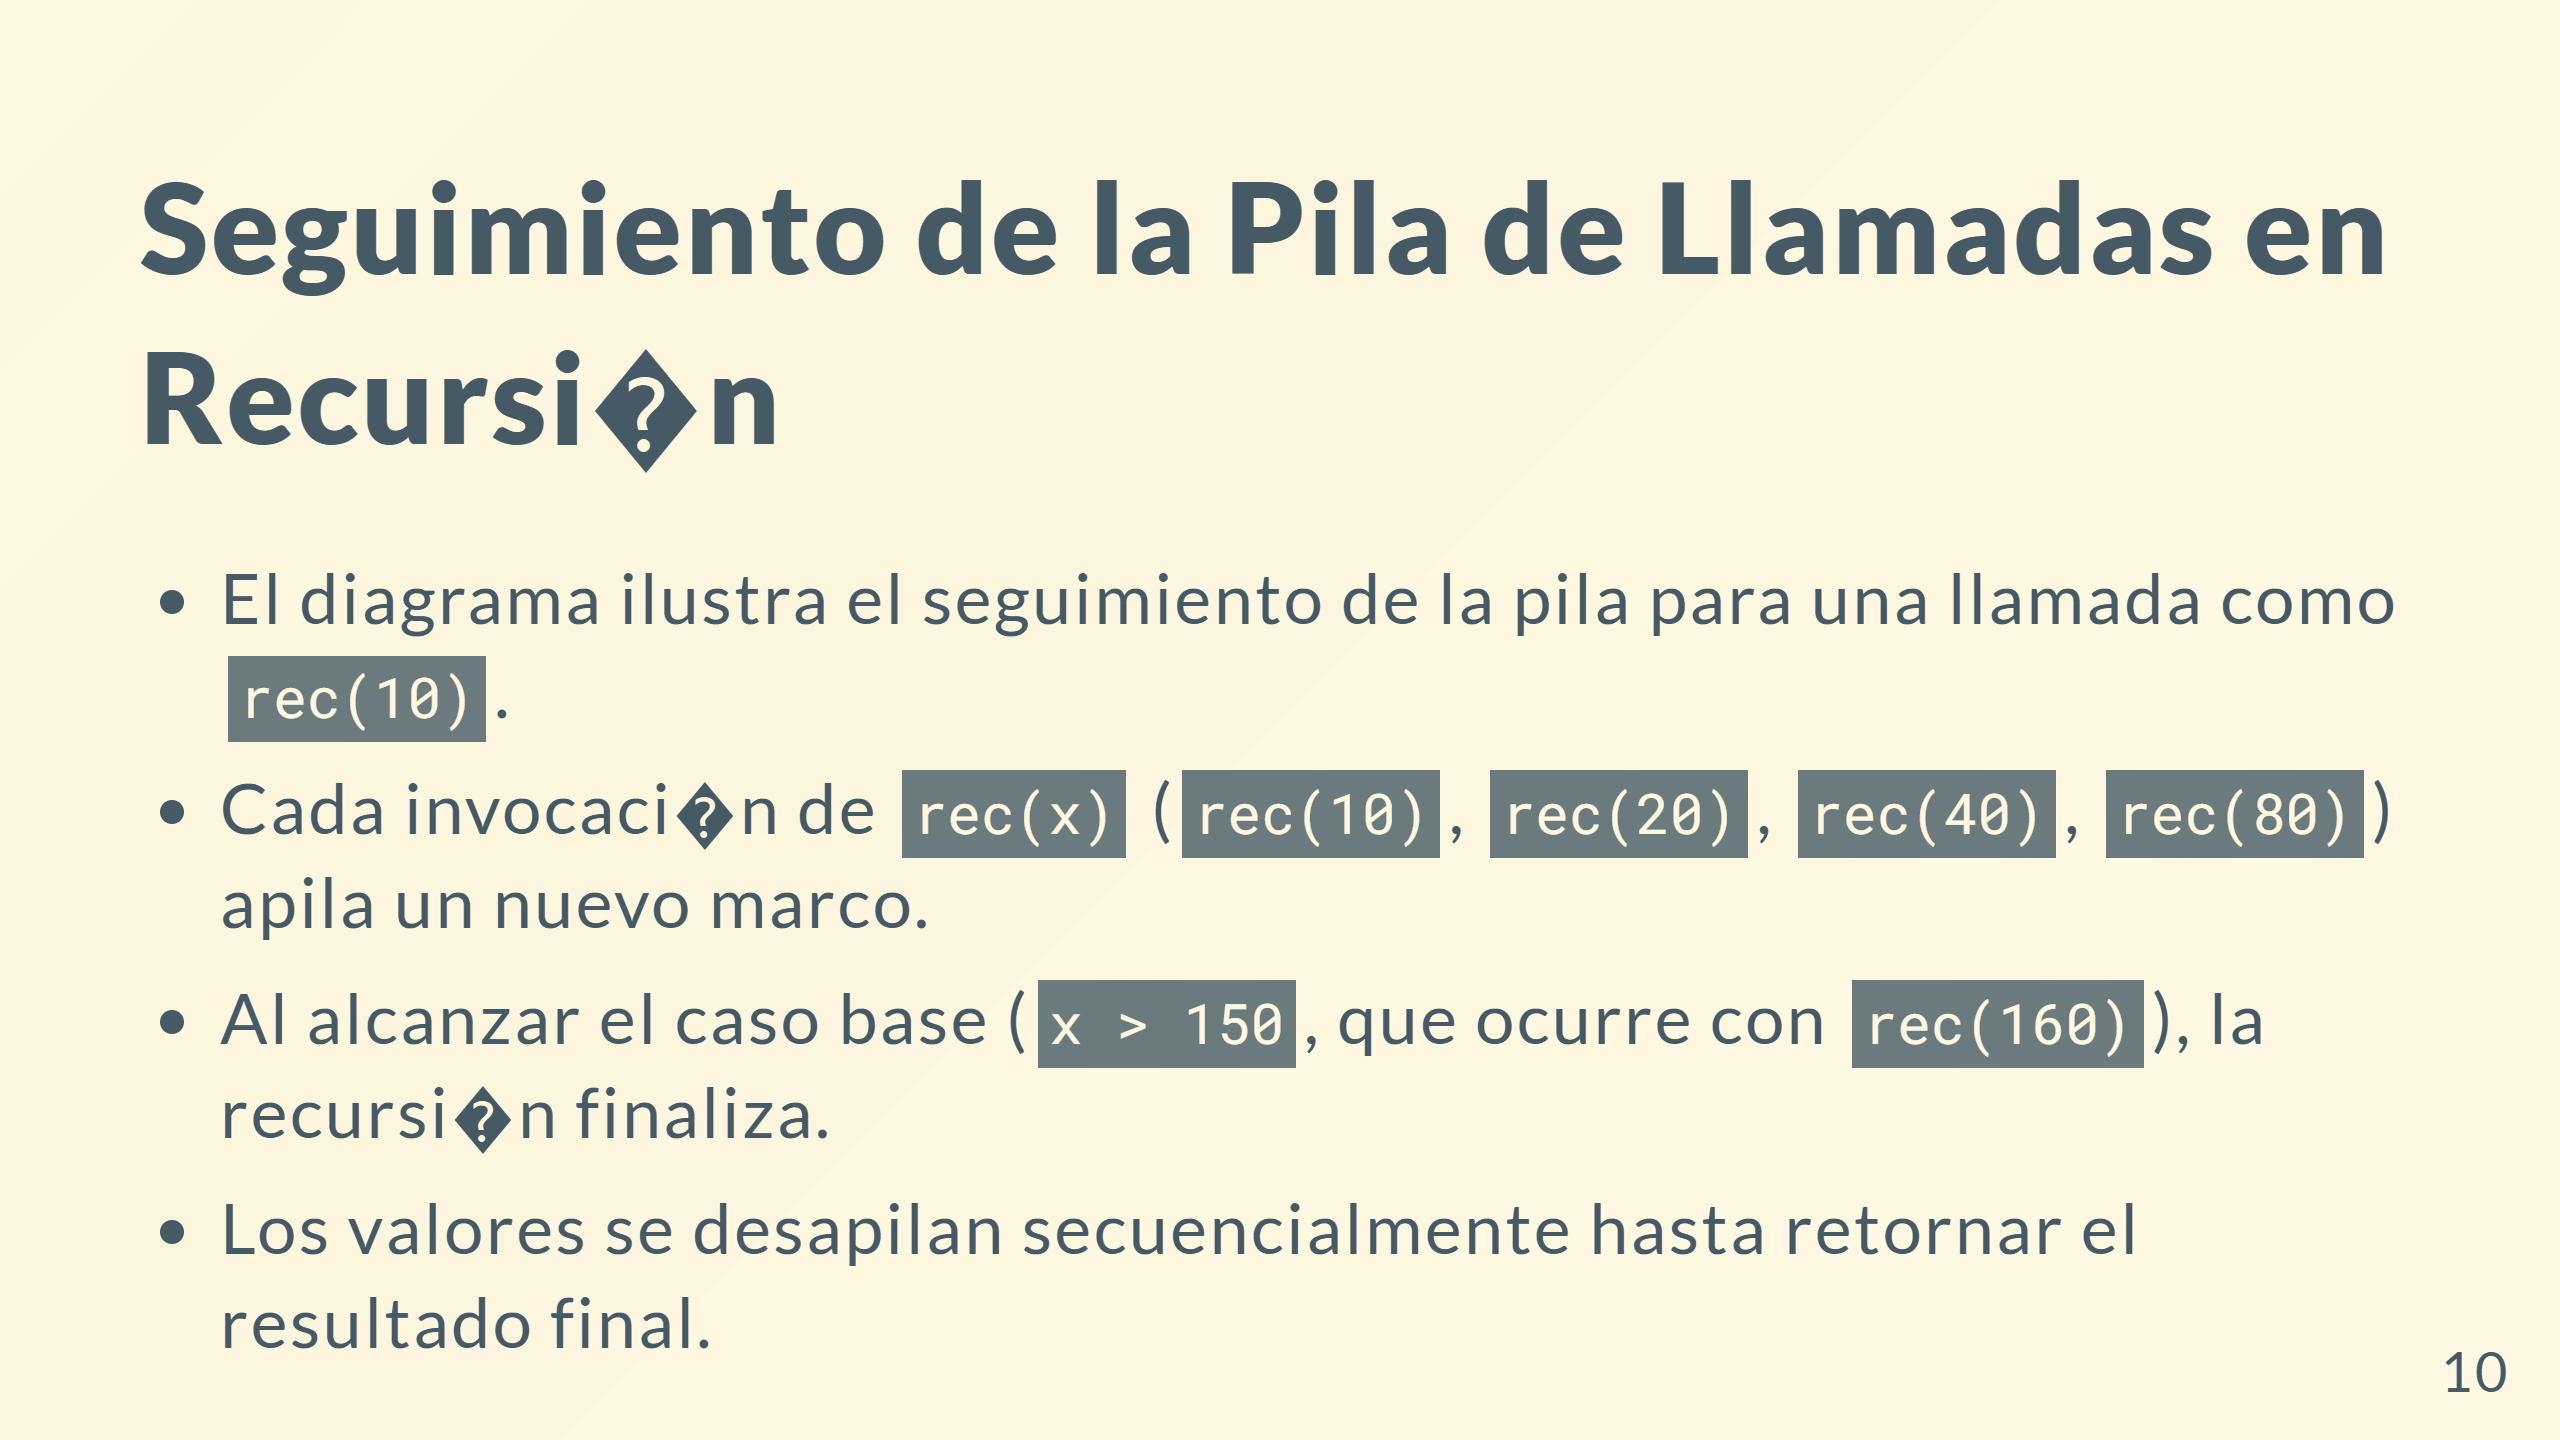 Seguimiento de la Pila de Llamadas en
Recursi�n
• El diagrama ilustra el seguimiento de la pila para una llamada como
rec(10).
• Cada invocaci�n de rec(x) (rec(10), rec(20), rec(40), rec(80))
apila un nuevo marco.
• Al alcanzar el caso base (x > 150, que ocurre con rec(160)), la
recursi�n finaliza.
• Los valores se desapilan secuencialmente hasta retornar el
resultado final.
10